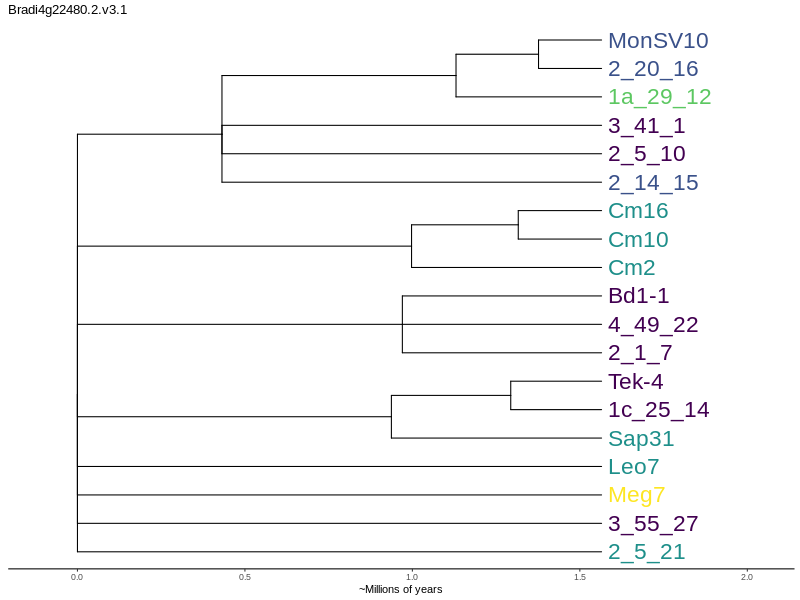 Bradi4g22480.2.v3.1
MonSV10
2_20_16
1a_29_12
3_41_1
2_5_10
2_14_15
Cm16
Cm10
Cm2
Bd1-1
4_49_22
2_1_7
Tek-4
1c_25_14
Sap31
Leo7
Meg7
3_55_27
2_5_21
0.0 0.5 1.0 1.5 2.0
~Millions of years